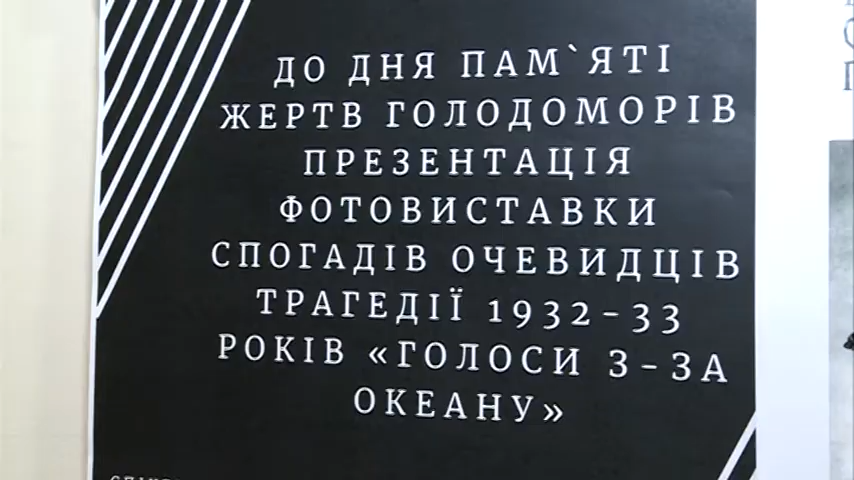 ДО ДНЯ ПАМ`ЯТІ
ЖЕРТВ ГОЛОДОМОРІВ
ПРЕЗЕНТАЦІЯ
ФОТОВИСТАВКИ
СПОГАДІВ ОЧЕВИДЦІВ
ТРАГЕДІЇ 1932-33
РОКІВ «ГОЛОСИ З-ЗА
ОКЕАНУ»